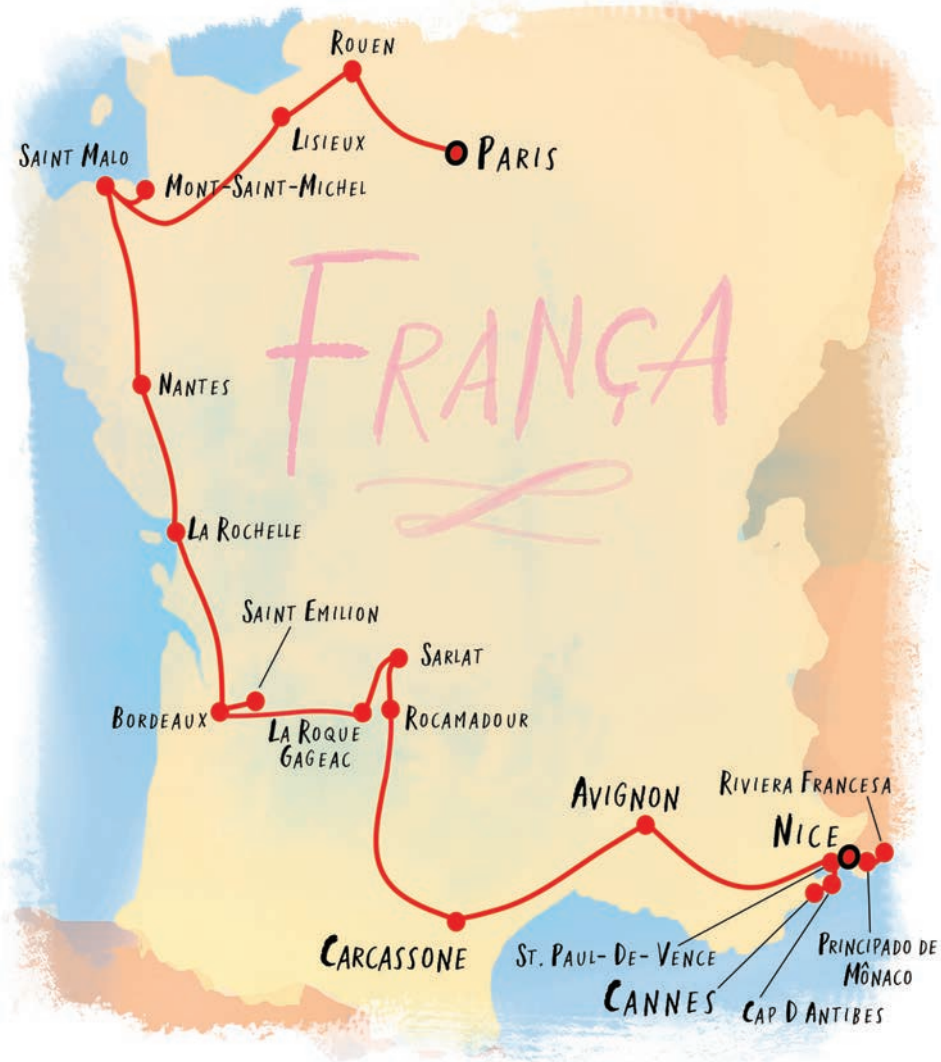 ROUEN
LISIEUX
PARIS
SAINT MALO
MONT-SAINT-MICHEL
FRANÇA
NANTES
LA ROCHELLE
SAINT EMILION
SARLAT
BORDEAUX
LA ROQUE
GAGEAC
ROCAMADOUR
AVIGNON
RIVIERA FRANCESA
NICE
CARCASSONE
ST. PAUL-DE-VENCE
PRINCIPADO DE
MÔNACO
CANNES
CAP D ANTIBES